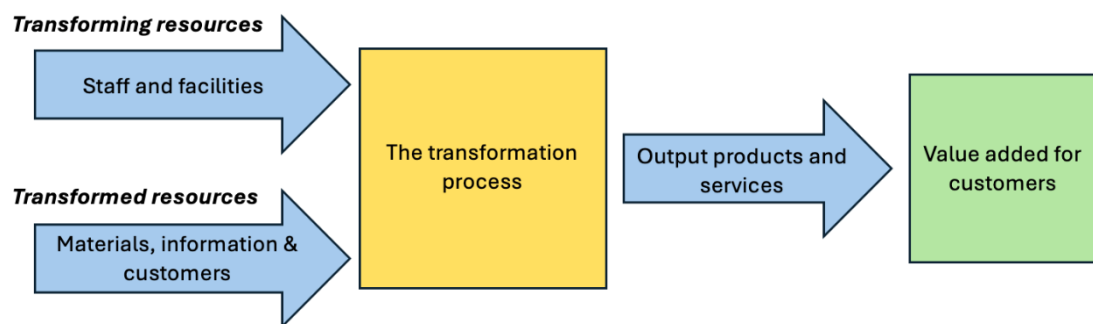 Transforming resources
Staff and facilities
Transformed resources
Materials, information &
customers
The transformation
process
Output products and
services
Value added for
customers